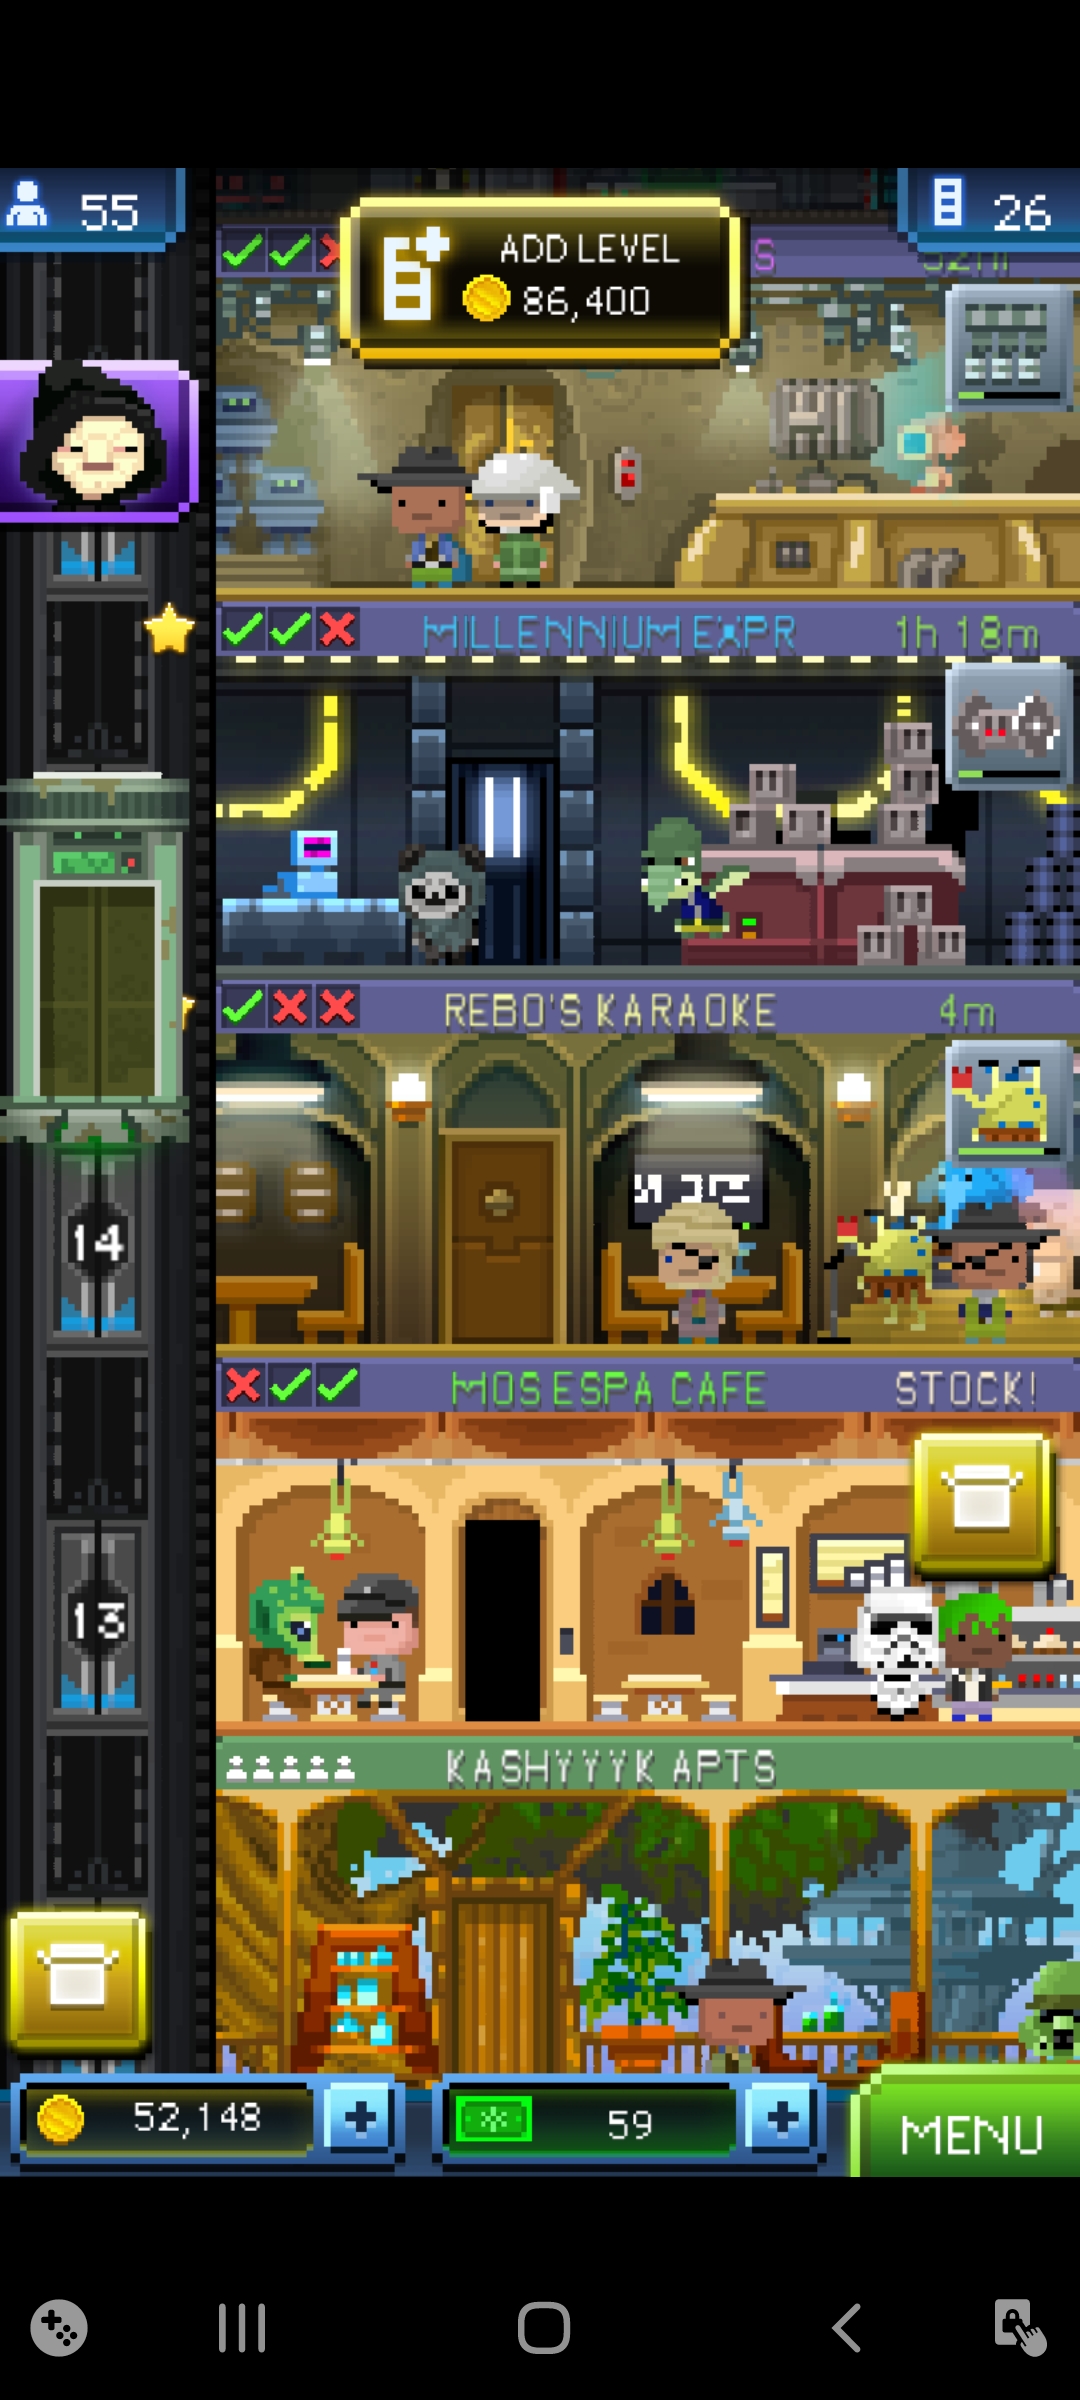 55
26
ADD LEVEL
86,400
S
52m
MILLENNIUM EXPR
1h 18m
REBO'S KARAOKE
4m
14
MOS ESPA CAFE
STOCK!
13
KASHYYYK APTS
52,148
59
MENU